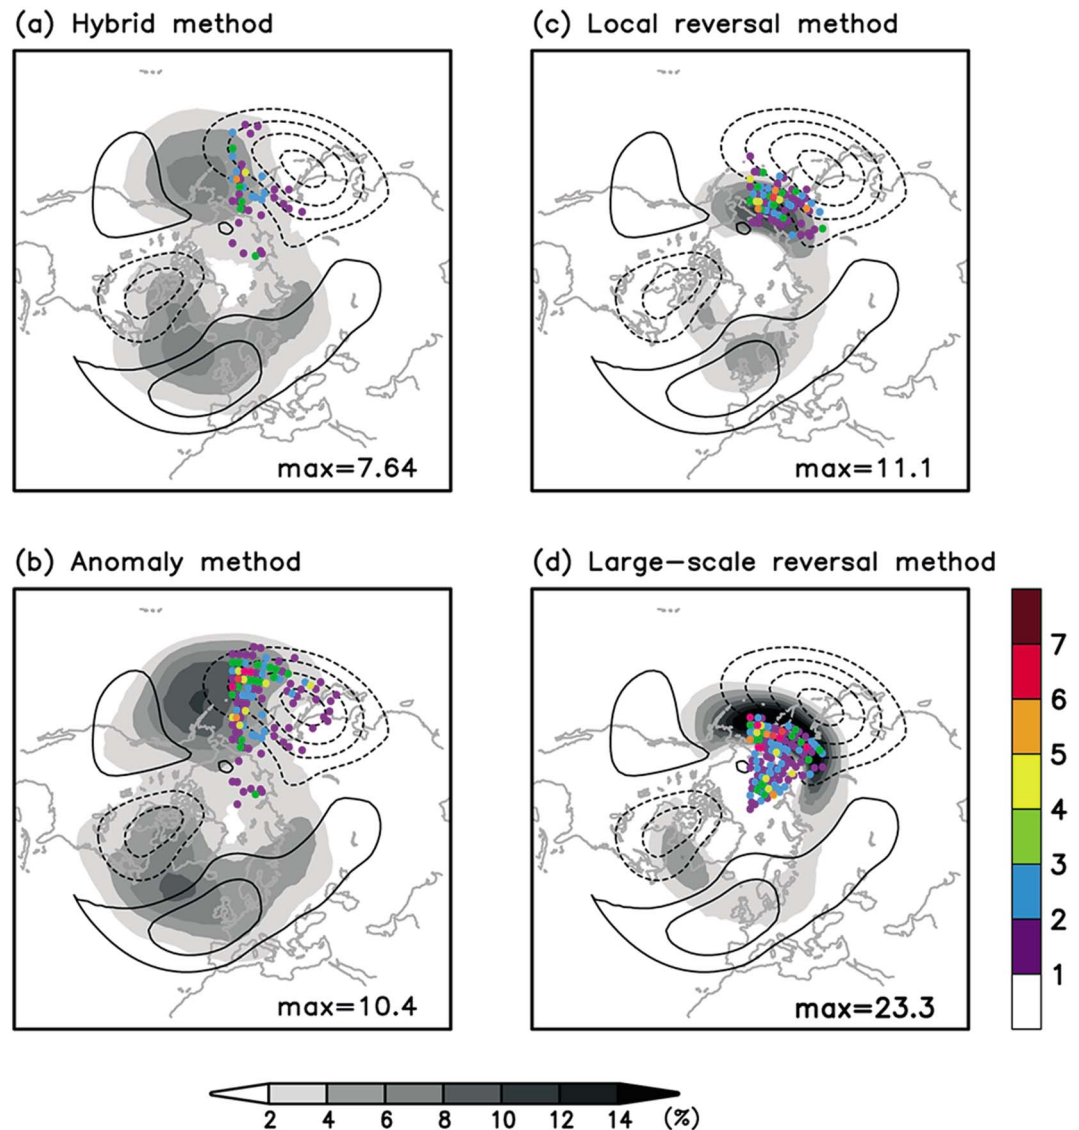 (a) Hybrid method
(c) Local reversal method
max=7.64
max=11.1
(b) Anomaly method
(d) Large-scale reversal method
7
6
5
4
3
2
1
max=10.4
max=23.3
2 4 6 8 10 12 14 (%)